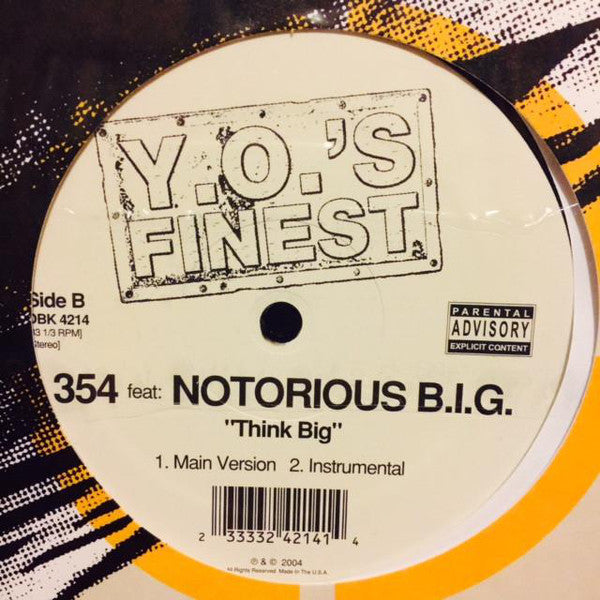 Y.O.'S
FINEST
Side B
DBK 4214
33 1/3 RPM]
Stereo]
PARENTAL
ADVISORY
EXPLICIT CONTENT
354 feat: NOTORIOUS B.I.G.
"Think Big"
1. Main Version 2. Instrumental
2 33332 42141 4
℗ & © 2004
All Rights Reserved. Made In The U.S.A.